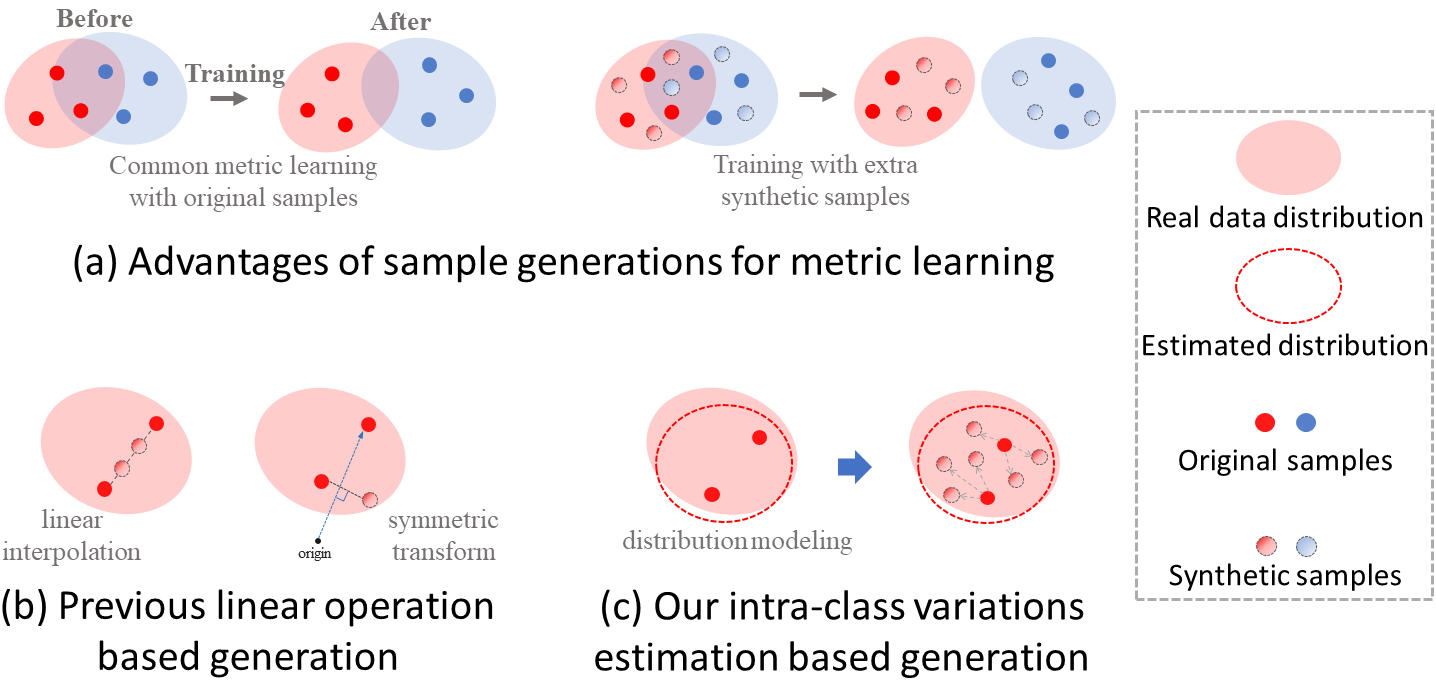 Before
After
Training
Common metric learning
with original samples
Training with extra
synthetic samples
(a) Advantages of sample generations for metric learning
linear
interpolation
origin
symmetric
transform
(b) Previous linear operation
based generation
distribution modeling
(c) Our intra-class variations
estimation based generation
Real data distribution
Estimated distribution
Original samples
Synthetic samples